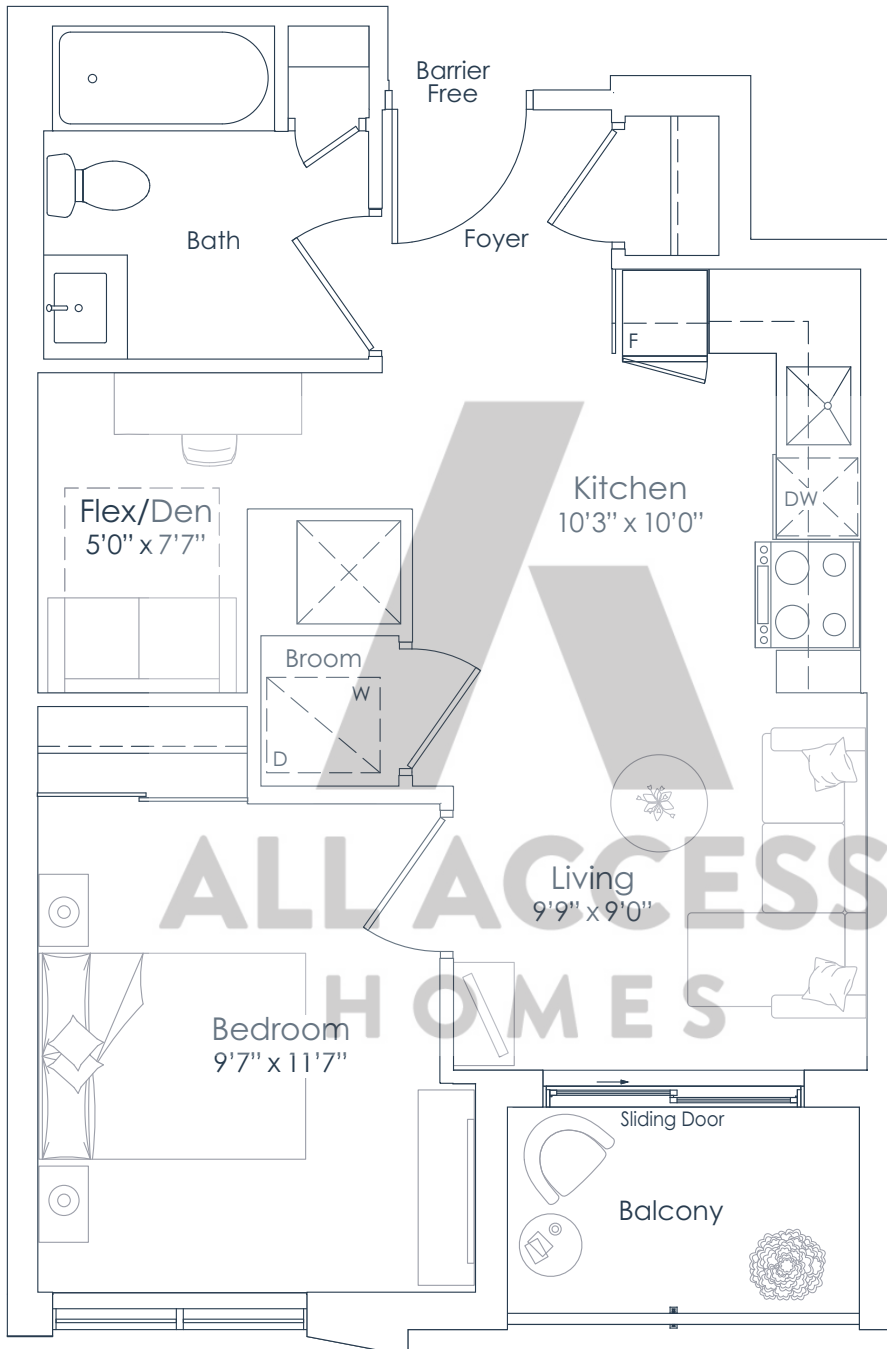 Barrier
Free
Bath
Foyer
F
Kitchen
10'3" x 10'0"
DW
Flex/Den
5'0" x 7'7"
Broom
W
D
ALL ACCESS
HOMES
Living
9'9" x 9'0"
Bedroom
9'7" x 11'7"
Sliding Door
Balcony